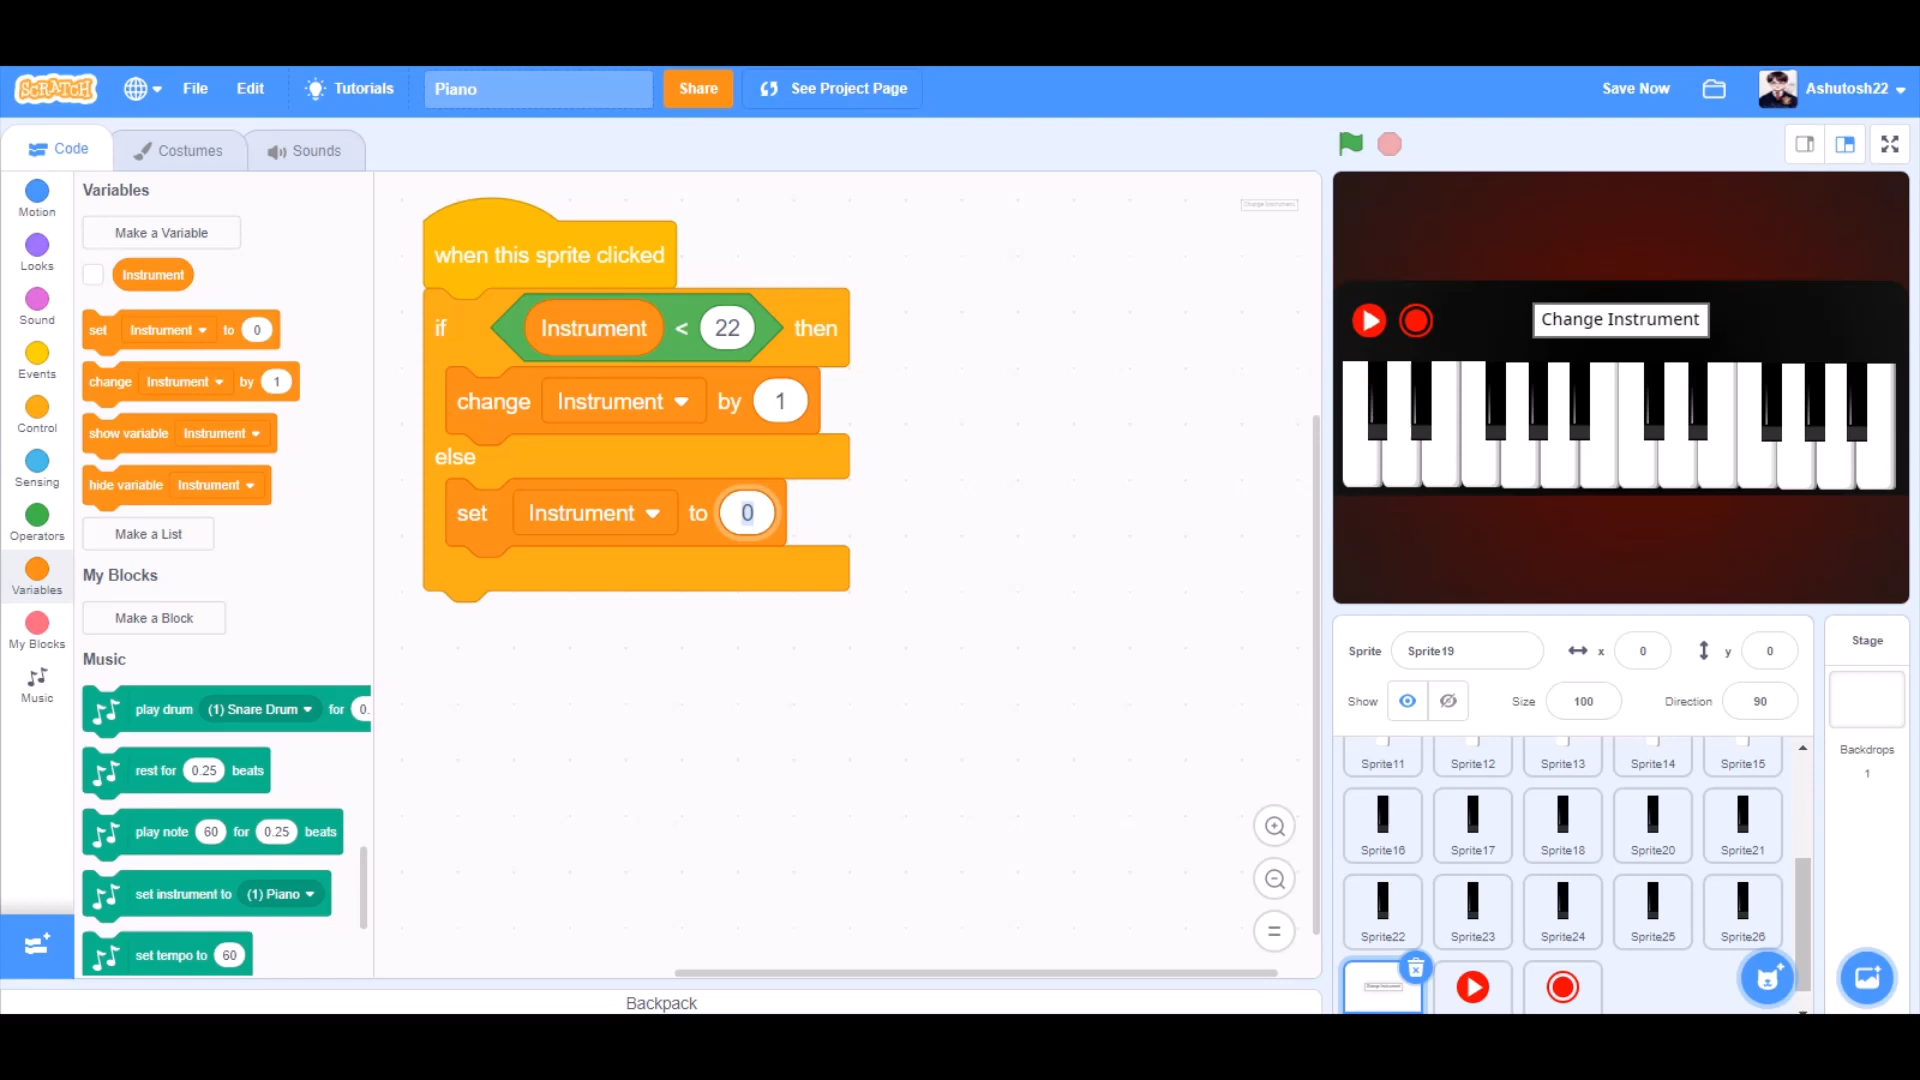 SCRATCH
File
Edit
Tutorials
Piano
Share
See Project Page
Save Now
Ashutosh22
Code
Costumes
Sounds
Motion
Looks
Sound
Events
Control
Sensing
Operators
Variables
My Blocks
Music
Variables
Make a Variable
Instrument
set Instrument to 0
change Instrument by 1
show variable Instrument
hide variable Instrument
Make a List
My Blocks
Make a Block
Music
play drum (1) Snare Drum for 0.
rest for 0.25 beats
play note 60 for 0.25 beats
set instrument to (1) Piano
set tempo to 60
when this sprite clicked
if Instrument < 22 then
change Instrument by 1
else
set Instrument to 0
Change Instrument
Backpack
Change Instrument
Sprite Sprite19 x 0 y 0
Show Size 100 Direction 90
Sprite11 Sprite12 Sprite13 Sprite14 Sprite15
Sprite16 Sprite17 Sprite18 Sprite20 Sprite21
Sprite22 Sprite23 Sprite24 Sprite25 Sprite26
Change Instrument
Stage
Backdrops
1